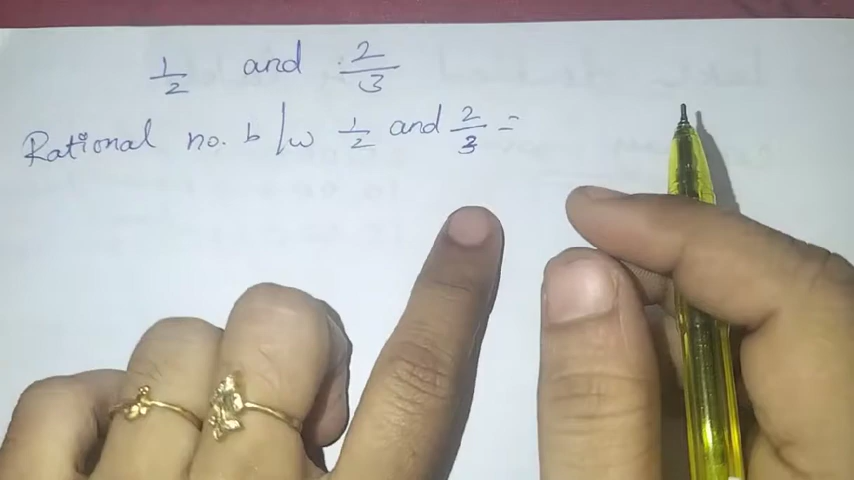 1/2 and 2/3
Rational no. b/w 1/2 and 2/3 =